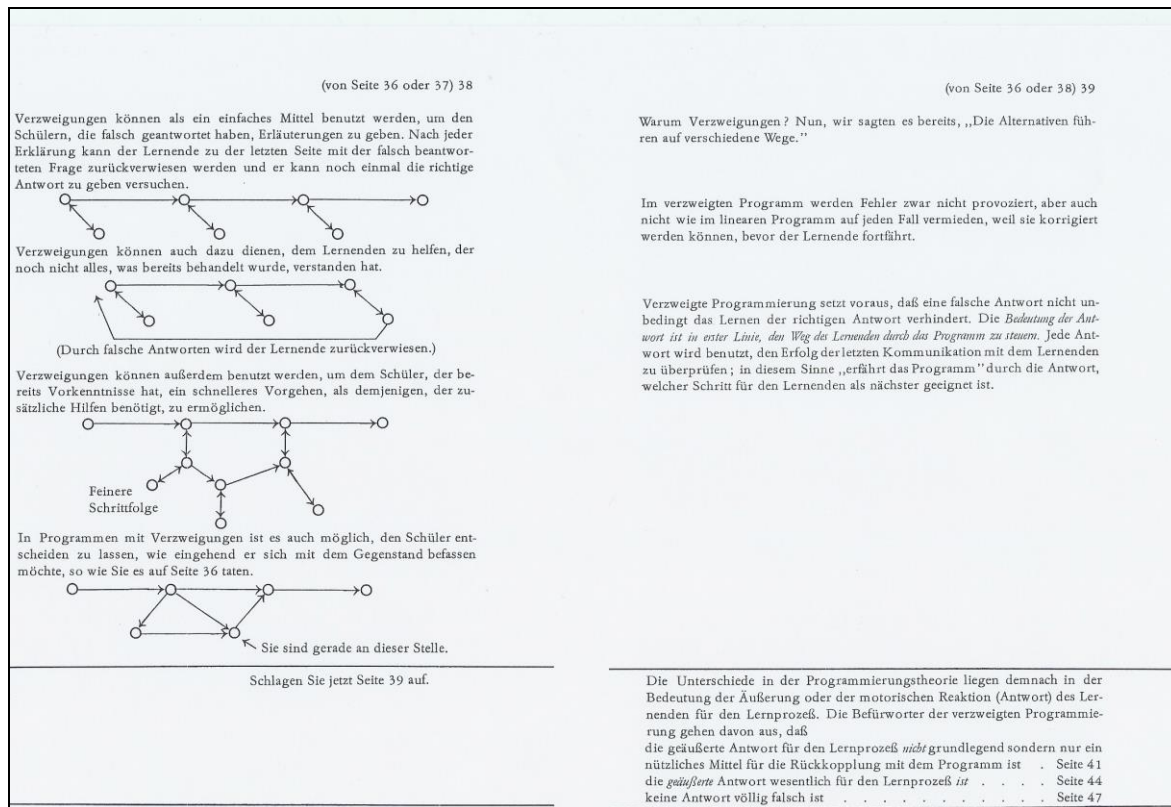 (von Seite 36 oder 37) 38
Verzweigungen können als ein einfaches Mittel benutzt werden, um den
Schülern, die falsch geantwortet haben, Erläuterungen zu geben. Nach jeder
Erklärung kann der Lernende zu der letzten Seite mit der falsch beantwor-
teten Frage zurückverwiesen werden und er kann noch einmal die richtige
Antwort zu geben versuchen.
Verzweigungen können auch dazu dienen, dem Lernenden zu helfen, der
noch nicht alles, was bereits behandelt wurde, verstanden hat.
(Durch falsche Antworten wird der Lernende zurückverwiesen.)
Verzweigungen können außerdem benutzt werden, um dem Schüler, der be-
reits Vorkenntnisse hat, ein schnelleres Vorgehen, als demjenigen, der zu-
sätzliche Hilfen benötigt, zu ermöglichen.
Feinere
Schrittfolge
In Programmen mit Verzweigungen ist es auch möglich, den Schüler ent-
scheiden zu lassen, wie eingehend er sich mit dem Gegenstand befassen
möchte, so wie Sie es auf Seite 36 taten.
Sie sind gerade an dieser Stelle.
Schlagen Sie jetzt Seite 39 auf.
(von Seite 36 oder 38) 39
Warum Verzweigungen? Nun, wir sagten es bereits, „Die Alternativen füh-
ren auf verschiedene Wege."
Im verzweigten Programm werden Fehler zwar nicht provoziert, aber auch
nicht wie im linearen Programm auf jeden Fall vermieden, weil sie korrigiert
werden können, bevor der Lernende fortfährt.
Verzweigte Programmierung setzt voraus, daß eine falsche Antwort nicht un-
bedingt das Lernen der richtigen Antwort verhindert. Die Bedeutung der Ant-
wort ist in erster Linie, den Weg des Lernenden durch das Programm zu steuern. Jede Ant-
wort wird benutzt, den Erfolg der letzten Kommunikation mit dem Lernenden
zu überprüfen; in diesem Sinne „erfährt das Programm" durch die Antwort,
welcher Schritt für den Lernenden als nächster geeignet ist.
Die Unterschiede in der Programmierungstheorie liegen demnach in der
Bedeutung der Äußerung oder der motorischen Reaktion (Antwort) des Ler-
nenden für den Lernprozeß. Die Befürworter der verzweigten Programmie-
rung gehen davon aus, daß
die geäußerte Antwort für den Lernprozeß nicht grundlegend sondern nur ein
nützliches Mittel für die Rückkopplung mit dem Programm ist . Seite 41
die geäußerte Antwort wesentlich für den Lernprozeß ist . . . . Seite 44
keine Antwort völlig falsch ist . . . . . . . . . . Seite 47